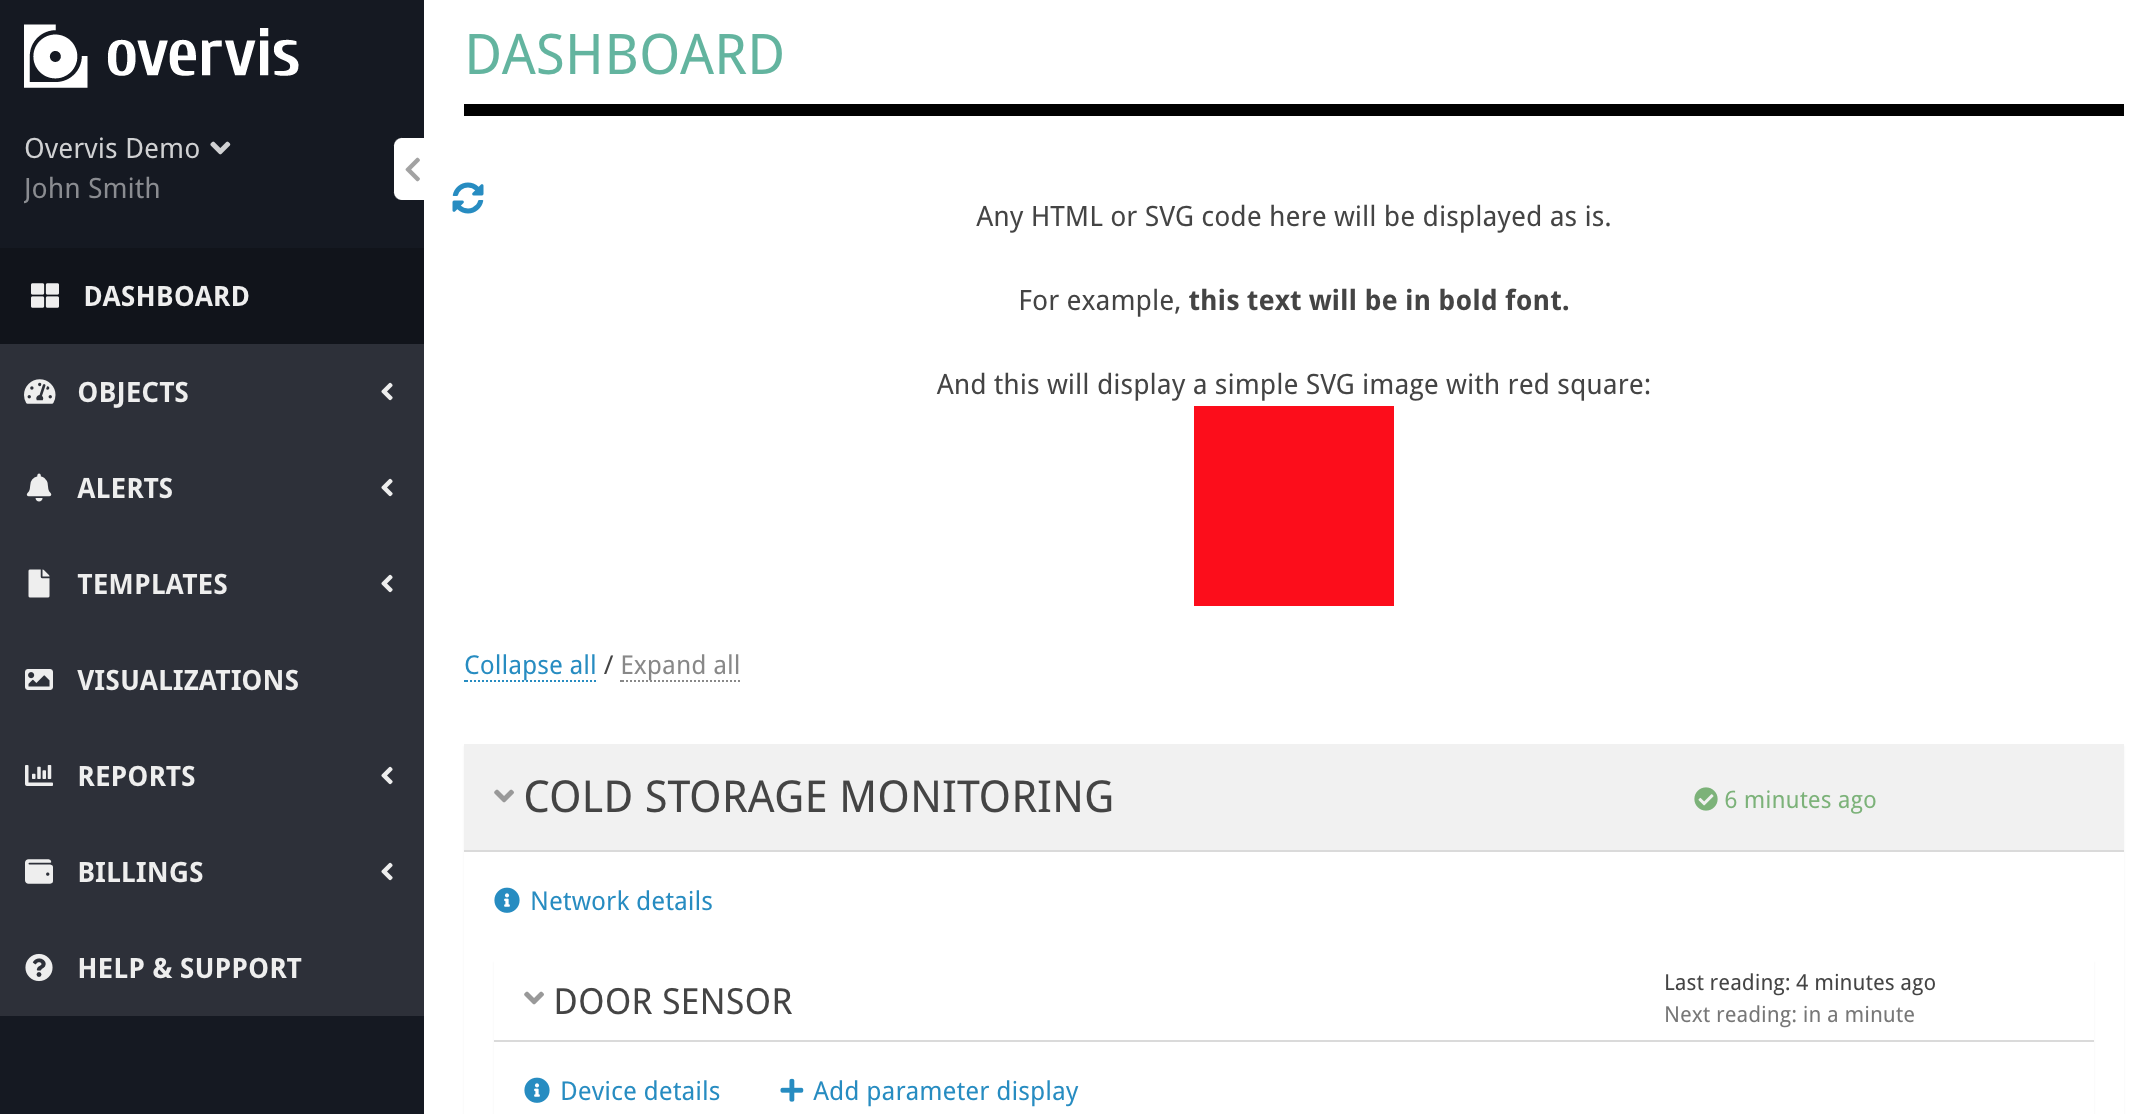 overvis
Overvis Demo
John Smith
DASHBOARD
OBJECTS
ALERTS
TEMPLATES
VISUALIZATIONS
REPORTS
BILLINGS
HELP & SUPPORT
DASHBOARD
Any HTML or SVG code here will be displayed as is.
For example, this text will be in bold font.
And this will display a simple SVG image with red square:
Collapse all / Expand all
COLD STORAGE MONITORING
6 minutes ago
Network details
DOOR SENSOR
Last reading: 4 minutes ago
Next reading: in a minute
Device details
Add parameter display